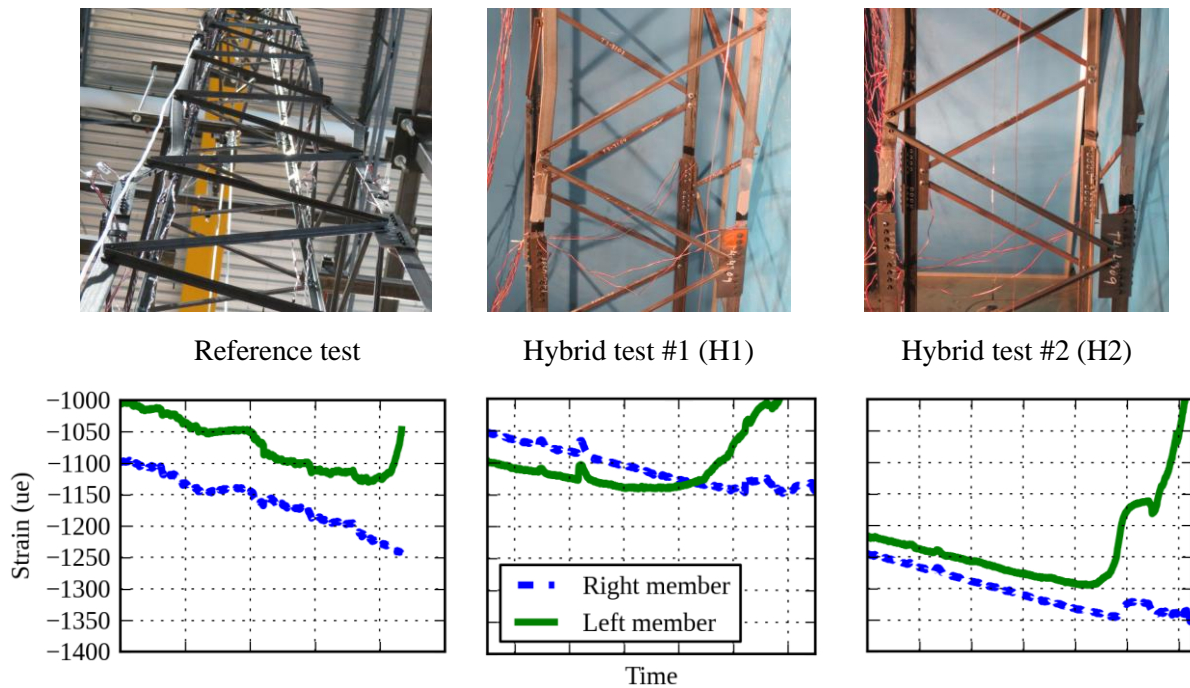 Reference test
Hybrid test #1 (H1)
Hybrid test #2 (H2)
Strain (ue)
−1000
−1050
−1100
−1150
−1200
−1250
−1300
−1350
−1400
Right member
Left member
Time